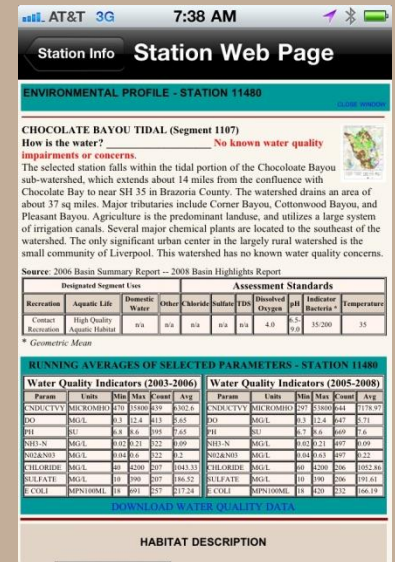 AT&T 3G 7:38 AM
Station Info Station Web Page
ENVIRONMENTAL PROFILE - STATION 11480
CLOSE WINDOW
CHOCOLATE BAYOU TIDAL (Segment 1107)
How is the water? ____________________ No known water quality
impairments or concerns.
The selected station falls within the tidal portion of the Chocoloate Bayou
sub-watershed, which extends about 14 miles from the confluence with
Chocolate Bay to near SH 35 in Brazoria County. The watershed drains an area of
about 37 sq miles. Major tributaries include Corner Bayou, Cottonwood Bayou, and
Pleasant Bayou. Agriculture is the predominant landuse, and utilizes a large system
of irrigation canals. Several major chemical plants are located to the southeast of the
watershed. The only significant urban center in the largely rural watershed is the
small community of Liverpool. This watershed has no known water quality concerns.
Source: 2006 Basin Summary Report -- 2008 Basin Highlights Report
Designated Segment Uses Assessment Standards
Recreation Aquatic Life Domestic Water Other Chloride Sulfate TDS Dissolved Oxygen pH Indicator Bacteria * Temperature
Contact Recreation High Quality Aquatic Habitat n/a n/a n/a n/a n/a 4.0 6.5-9.0 35/200 35
* Geometric Mean
RUNNING AVERAGES OF SELECTED PARAMETERS - STATION 11480
Water Quality Indicators (2003-2006) Water Quality Indicators (2005-2008)
Param Units Min Max Count Avg Param Units Min Max Count Avg
CNDUCTVY MICROMHO 470 35800 439 6302.6 CNDUCTVY MICROMHO 297 53800 644 7178.97
DO MG/L 0.3 12.4 413 5.65 DO MG/L 0.3 12.4 647 5.71
PH SU 6.8 8.6 395 7.65 PH SU 6.7 8.6 669 7.6
NH3-N MG/L 0.02 0.21 322 0.09 NH3-N MG/L 0.02 0.21 497 0.09
N02&N03 MG/L 0.04 0.6 322 0.2 N02&N03 MG/L 0.04 0.63 497 0.22
CHLORIDE MG/L 40 4200 207 1043.33 CHLORIDE MG/L 60 4200 206 1052.86
SULFATE MG/L 10 390 207 186.52 SULFATE MG/L 10 390 206 191.61
E COLI MPN100ML 18 691 257 217.24 E COLI MPN100ML 18 420 232 166.19
DOWNLOAD WATER QUALITY DATA
HABITAT DESCRIPTION